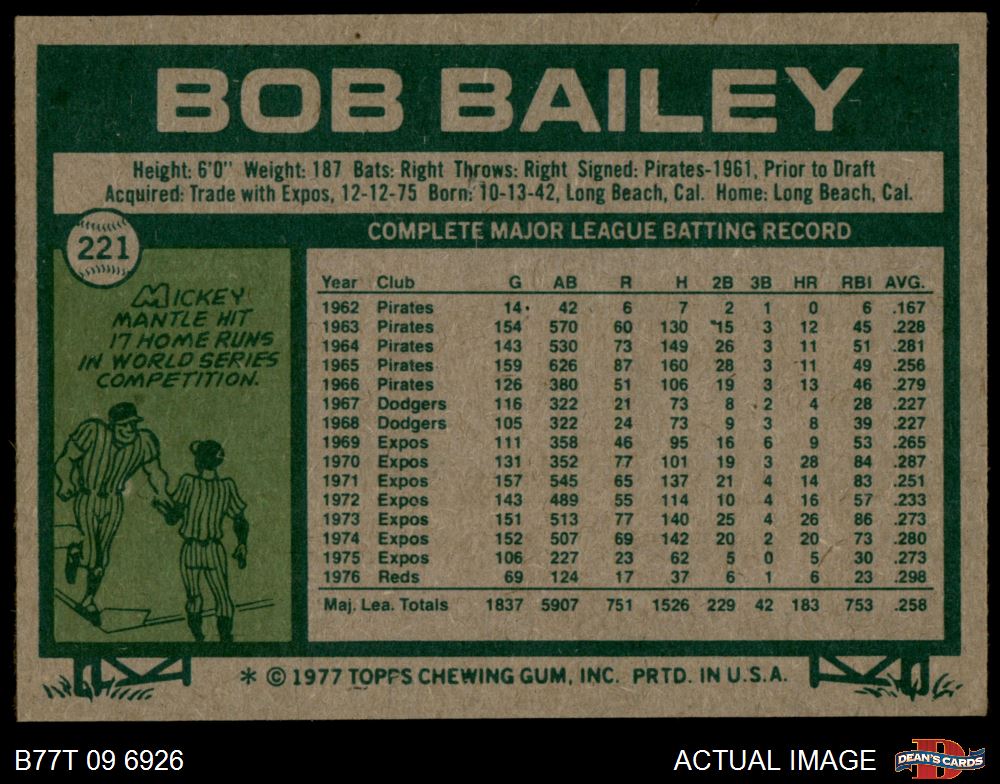 BOB BAILEY
Height: 6'0" Weight: 187 Bats: Right Throws: Right Signed: Pirates-1961, Prior to Draft
Acquired: Trade with Expos, 12-12-75 Born: 10-13-42, Long Beach, Cal. Home: Long Beach, Cal.
221
MICKEY
MANTLE HIT
17 HOME RUNS
IN WORLD SERIES
COMPETITION.
COMPLETE MAJOR LEAGUE BATTING RECORD
Year Club G AB R H 2B 3B HR RBI AVG.
1962 Pirates 14 42 6 7 2 1 0 6 .167
1963 Pirates 154 570 60 130 15 3 12 45 .228
1964 Pirates 143 530 73 149 26 3 11 51 .281
1965 Pirates 159 626 87 160 28 3 11 49 .256
1966 Pirates 126 380 51 106 19 3 13 46 .279
1967 Dodgers 116 322 21 73 8 2 4 28 .227
1968 Dodgers 105 322 24 73 9 3 8 39 .227
1969 Expos 111 358 46 95 16 6 9 53 .265
1970 Expos 131 352 77 101 19 3 28 84 .287
1971 Expos 157 545 65 137 21 4 14 83 .251
1972 Expos 143 489 55 114 10 4 16 57 .233
1973 Expos 151 513 77 140 25 4 26 86 .273
1974 Expos 152 507 69 142 20 2 20 73 .280
1975 Expos 106 227 23 62 5 0 5 30 .273
1976 Reds 69 124 17 37 6 1 6 23 .298
Maj. Lea. Totals 1837 5907 751 1526 229 42 183 753 .258
* © 1977 TOPPS CHEWING GUM, INC. PRTD. IN U.S.A.
B77T 09 6926
ACTUAL IMAGE
D
DEAN'S CARDS